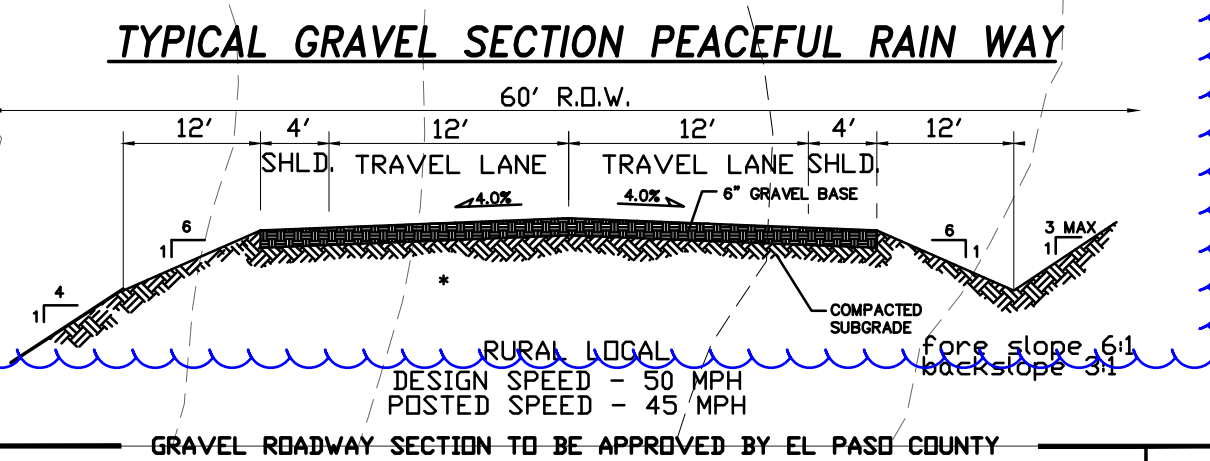 TYPICAL GRAVEL SECTION PEACEFUL RAIN WAY
60' R.O.W.
12' 4' 12' 12' 4' 12'
SHLD. TRAVEL LANE TRAVEL LANE SHLD.
4.0% 4.0% 6" GRAVEL BASE
6 1 6 1 3 MAX 1
4 1
*
COMPACTED
SUBGRADE
RURAL LOCAL
fore slope 6:1
backslope 3:1
DESIGN SPEED - 50 MPH
POSTED SPEED - 45 MPH
GRAVEL ROADWAY SECTION TO BE APPROVED BY EL PASO COUNTY